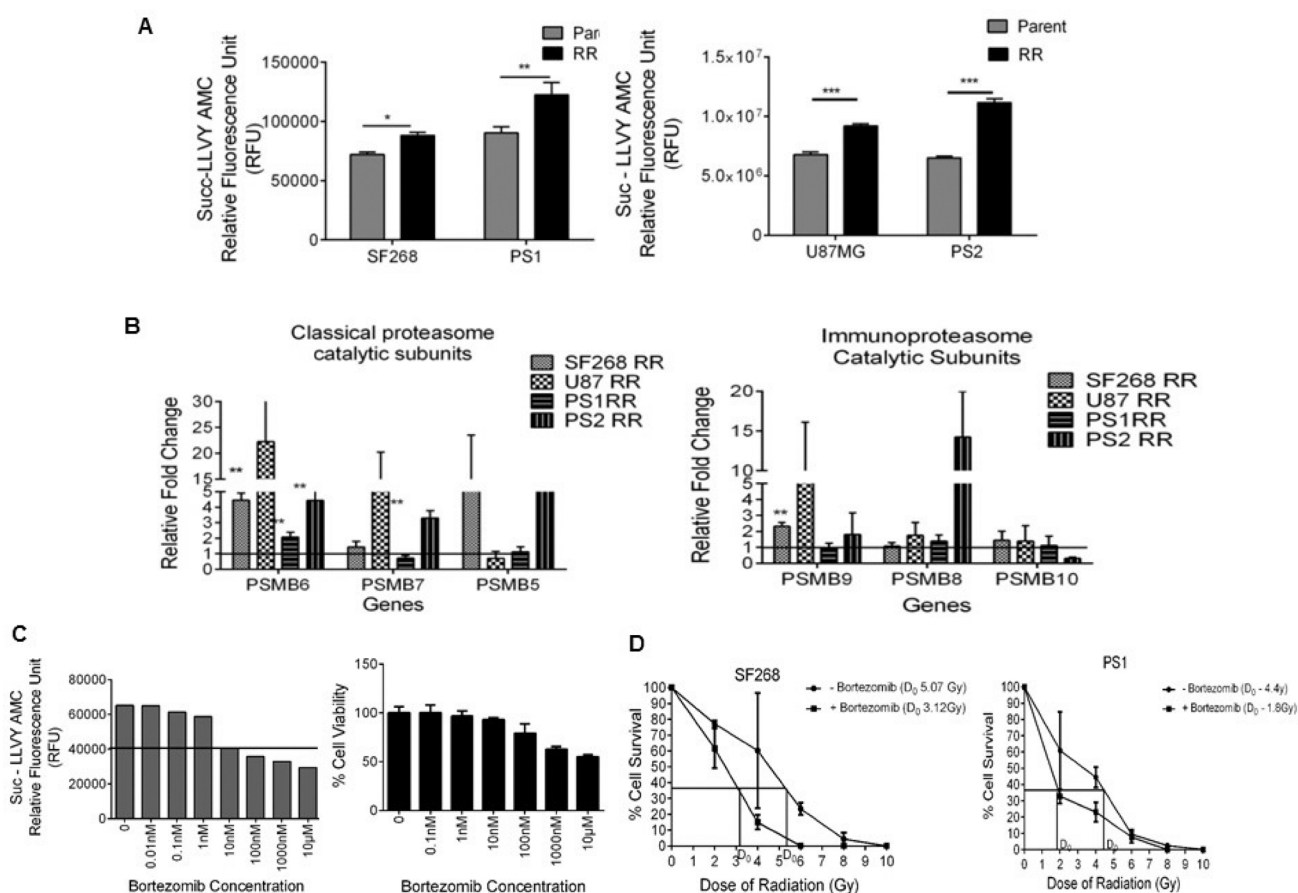 A
Succ-LLVY AMC
Relative Fluorescence Unit
(RFU)
150000
100000
50000
0
Par
RR
*
**
SF268
PS1
Suc - LLVY AMC
Relative Fluorescence Unit
(RFU)
1.5×10⁷
1.0×10⁷
5.0×10⁶
0
Parent
RR
***
***
U87MG
PS2
B
Classical proteasome
catalytic subunits
SF268 RR
U87 RR
PS1RR
PS2 RR
Relative Fold Change
30
25
20
15
5
4
3
2
1
0
**
**
**
**
PSMB6
PSMB7
PSMB5
Genes
Immunoproteasome
Catalytic Subunits
SF268 RR
U87 RR
PS1RR
PS2 RR
Relative Fold Change
20
15
10
5
4
3
2
1
0
**
PSMB9
PSMB8
PSMB10
Genes
C
Suc - LLVY AMC
Relative Fluorescence Unit
(RFU)
80000
60000
40000
20000
0
0
0.01nM
0.1nM
1nM
10nM
100nM
1000nM
10µM
Bortezomib Concentration
% Cell Viability
150
100
50
0
0
0.1nM
1nM
10nM
100nM
1000nM
10µM
Bortezomib Concentration
D
SF268
- Bortezomib (D₀ 5.07 Gy)
+ Bortezomib (D₀ 3.12Gy)
% Cell Survival
100
90
80
70
60
50
40
30
20
10
0
0 2 D₀ 4 D₀ 6 8 10
Dose of Radiation (Gy)
PS1
- Bortezomib (D₀ - 4.4y)
+ Bortezomib (D₀ - 1.8Gy)
% Cell Survival
100
90
80
70
60
50
40
30
20
10
0
D₀ D₀
0 1 2 3 4 5 6 7 8 9 10
Dose of Radiation (Gy)